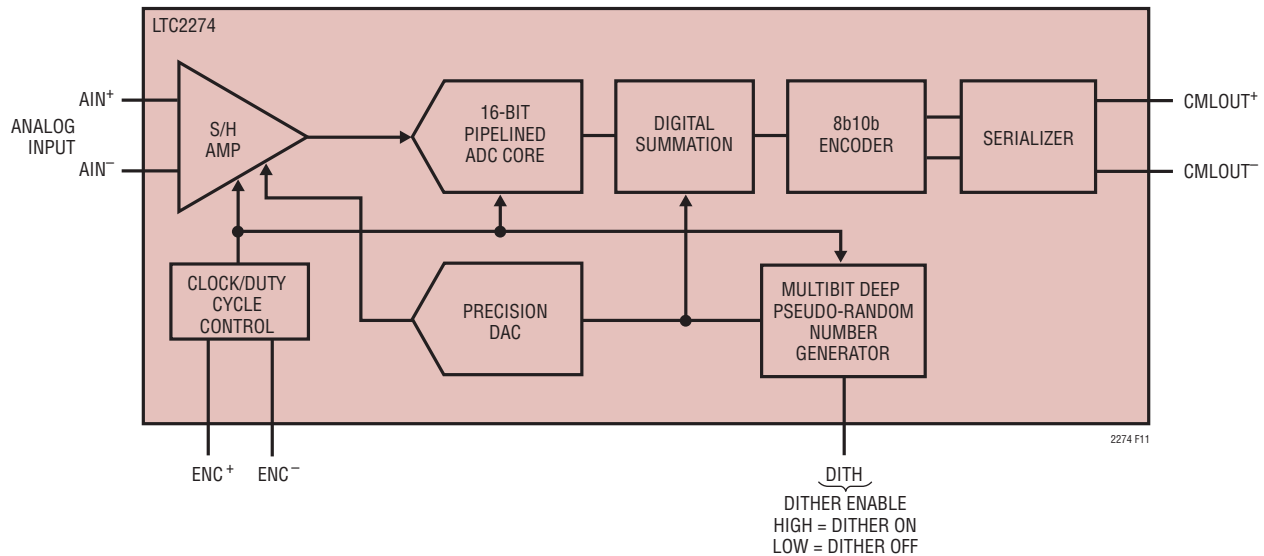 LTC2274
AIN+
ANALOG
INPUT
AIN−
S/H
AMP
16-BIT
PIPELINED
ADC CORE
DIGITAL
SUMMATION
8b10b
ENCODER
SERIALIZER
CMLOUT+
CMLOUT−
CLOCK/DUTY
CYCLE
CONTROL
PRECISION
DAC
MULTIBIT DEEP
PSEUDO-RANDOM
NUMBER
GENERATOR
2274 F11
ENC+
ENC−
DITH
DITHER ENABLE
HIGH = DITHER ON
LOW = DITHER OFF